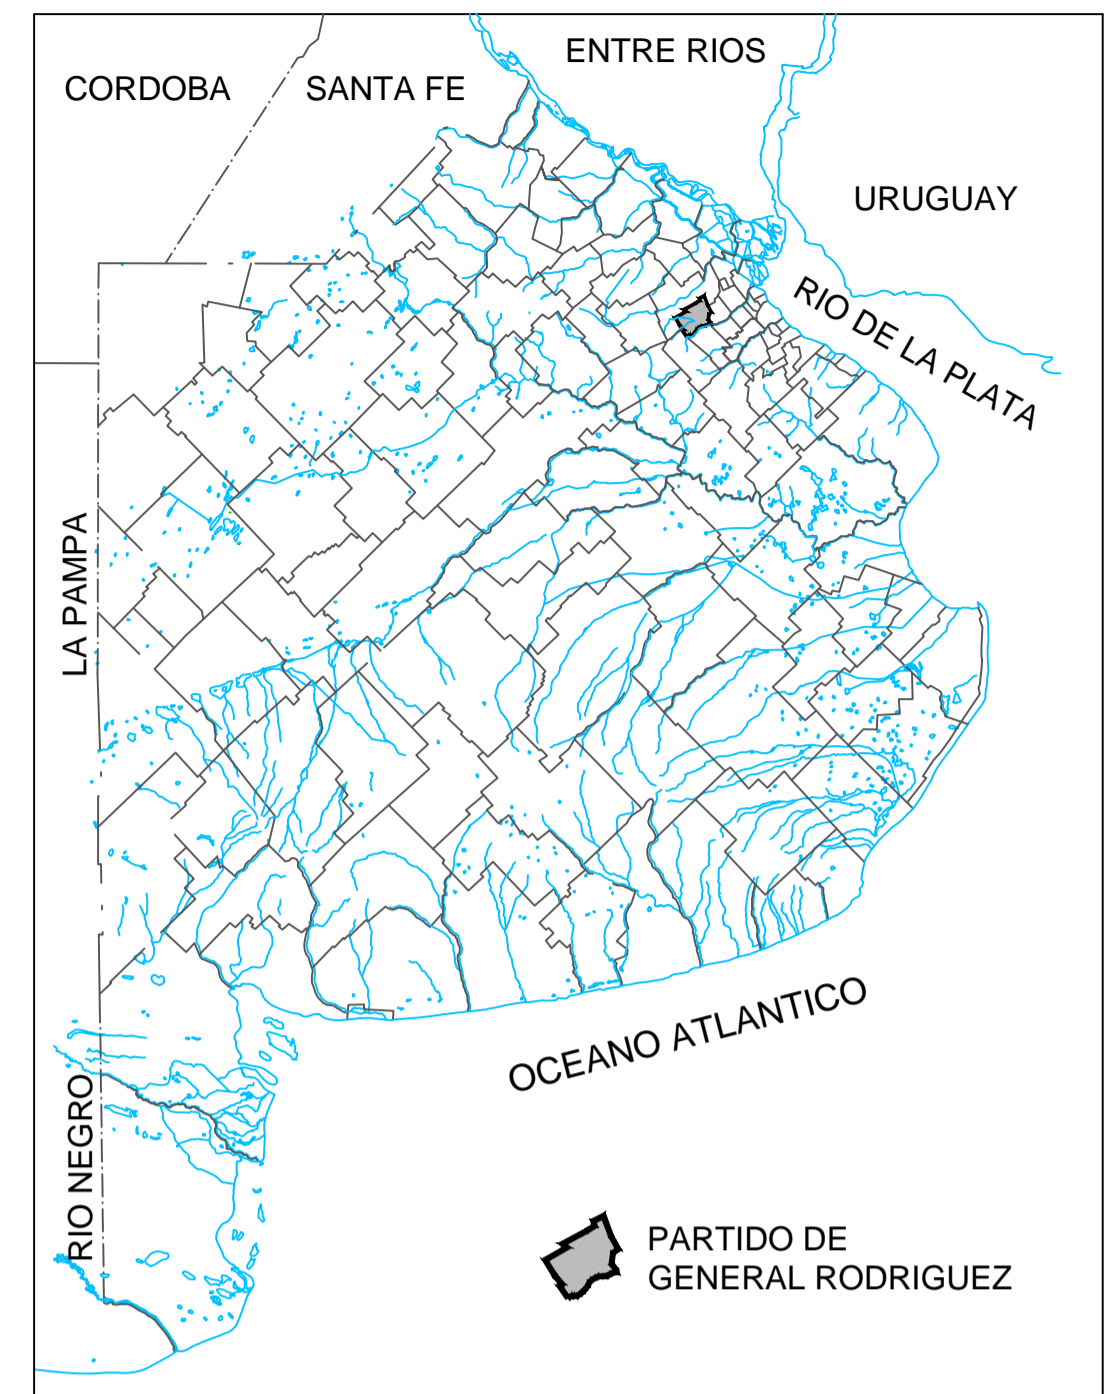 ENTRE RIOS
CORDOBA
SANTA FE
URUGUAY
RIO DE LA PLATA
LA PAMPA
OCEANO ATLANTICO
RIO NEGRO
PARTIDO DE
GENERAL RODRIGUEZ